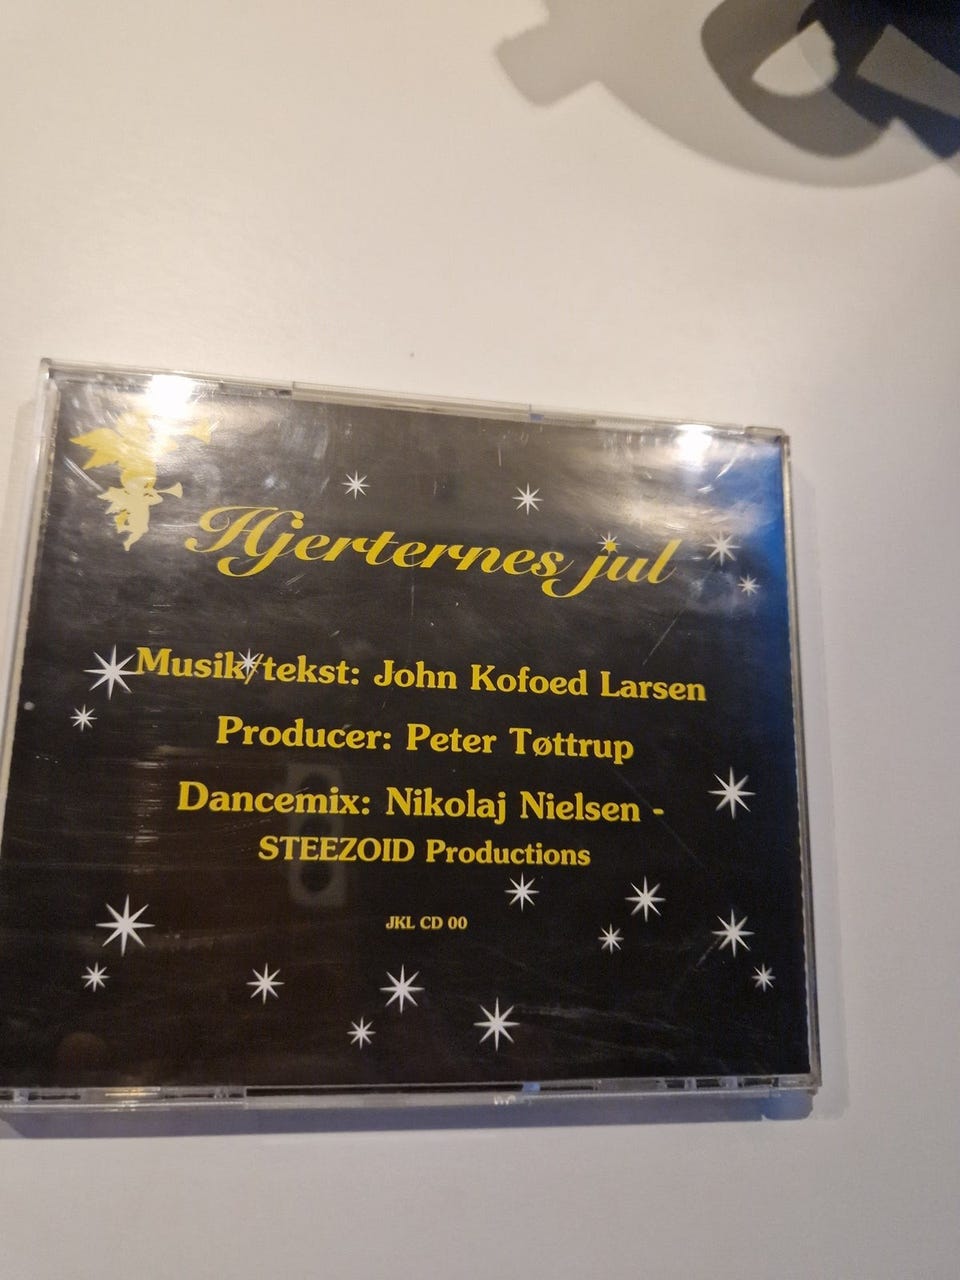 Hjerternes jul
Musik/tekst: John Kofoed Larsen
Producer: Peter Tøttrup
Dancemix: Nikolaj Nielsen -
STEEZOID Productions
JKL CD 00